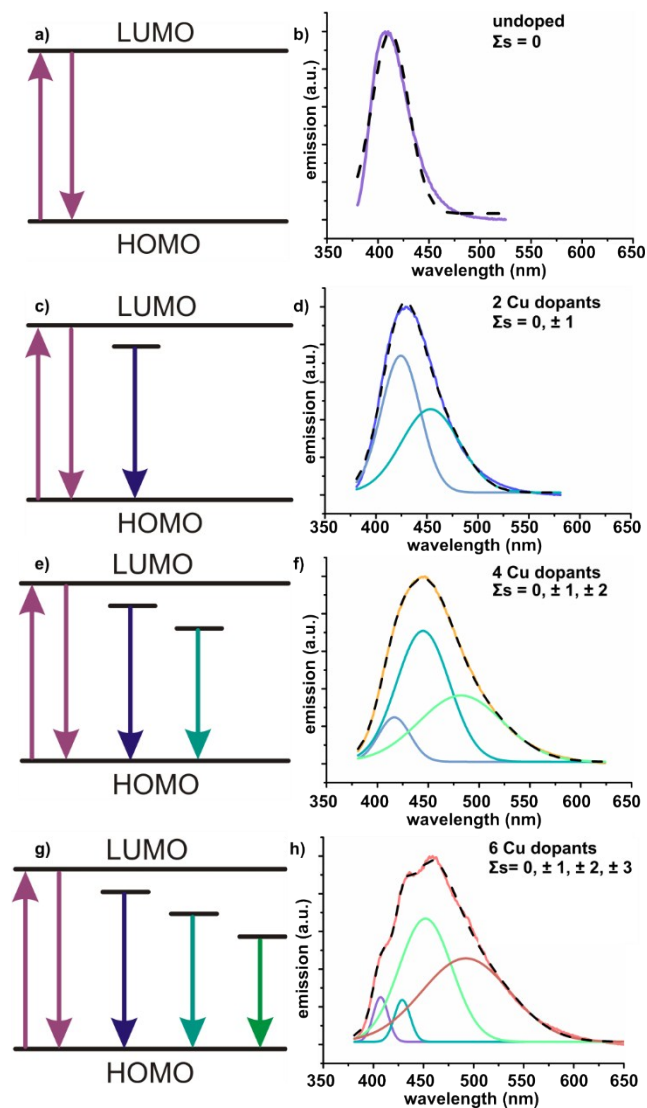 a)
LUMO
HOMO
b)
undoped
Σs = 0
emission (a.u.)
350 400 450 500 550 600 650
wavelength (nm)
c)
LUMO
HOMO
d)
2 Cu dopants
Σs = 0, ± 1
emission (a.u.)
350 400 450 500 550 600 650
wavelength (nm)
e)
LUMO
HOMO
f)
4 Cu dopants
Σs = 0, ± 1, ± 2
emission (a.u.)
350 400 450 500 550 600 650
wavelength (nm)
g)
LUMO
HOMO
h)
6 Cu dopants
Σs= 0, ± 1, ± 2, ± 3
emission (a.u.)
350 400 450 500 550 600 650
wavelength (nm)